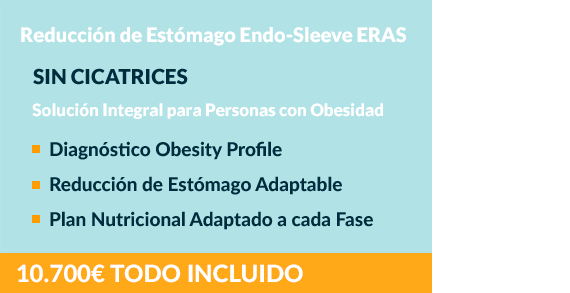 Reducción de Estómago Endo-Sleeve ERAS
SIN CICATRICES
Solución Integral para Personas con Obesidad
Diagnóstico Obesity Profile
Reducción de Estómago Adaptable
Plan Nutricional Adaptado a cada Fase
10.700€ TODO INCLUIDO